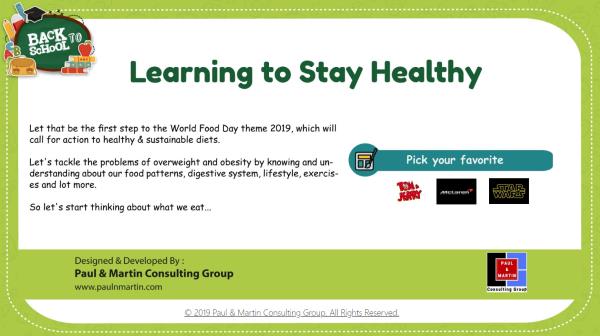 BACK
TO
SCHOOL
Learning to Stay Healthy
Let that be the first step to the World Food Day theme 2019, which will
call for action to healthy & sustainable diets.
Let's tackle the problems of overweight and obesity by knowing and un-
derstanding about our food patterns, digestive system, lifestyle, exercis-
es and lot more.
So let's start thinking about what we eat...
Pick your favorite
TOM &
JERRY
McLaren
STAR
WARS
Designed & Developed By :
Paul & Martin Consulting Group
www.paulnmartin.com
PAUL
&
MARTIN
Consulting Group
© 2019 Paul & Martin Consulting Group. All Rights Reserved.